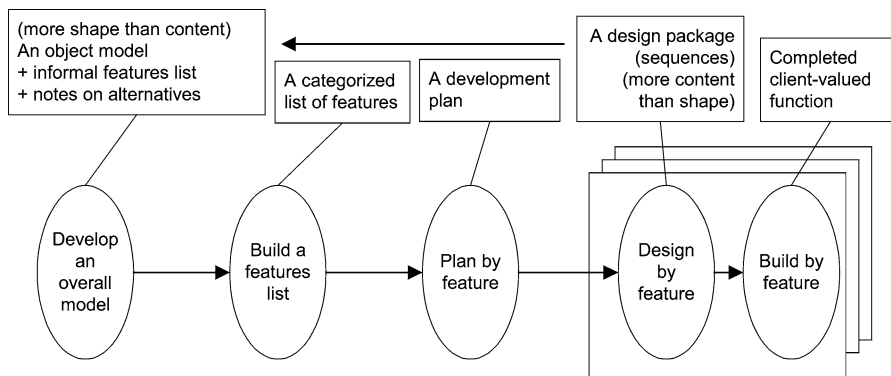 (more shape than content)
An object model
+ informal features list
+ notes on alternatives
A categorized
list of features
A development
plan
A design package
(sequences)
(more content
than shape)
Completed
client-valued
function
Develop
an
overall
model
Build a
features
list
Plan by
feature
Design
by
feature
Build by
feature